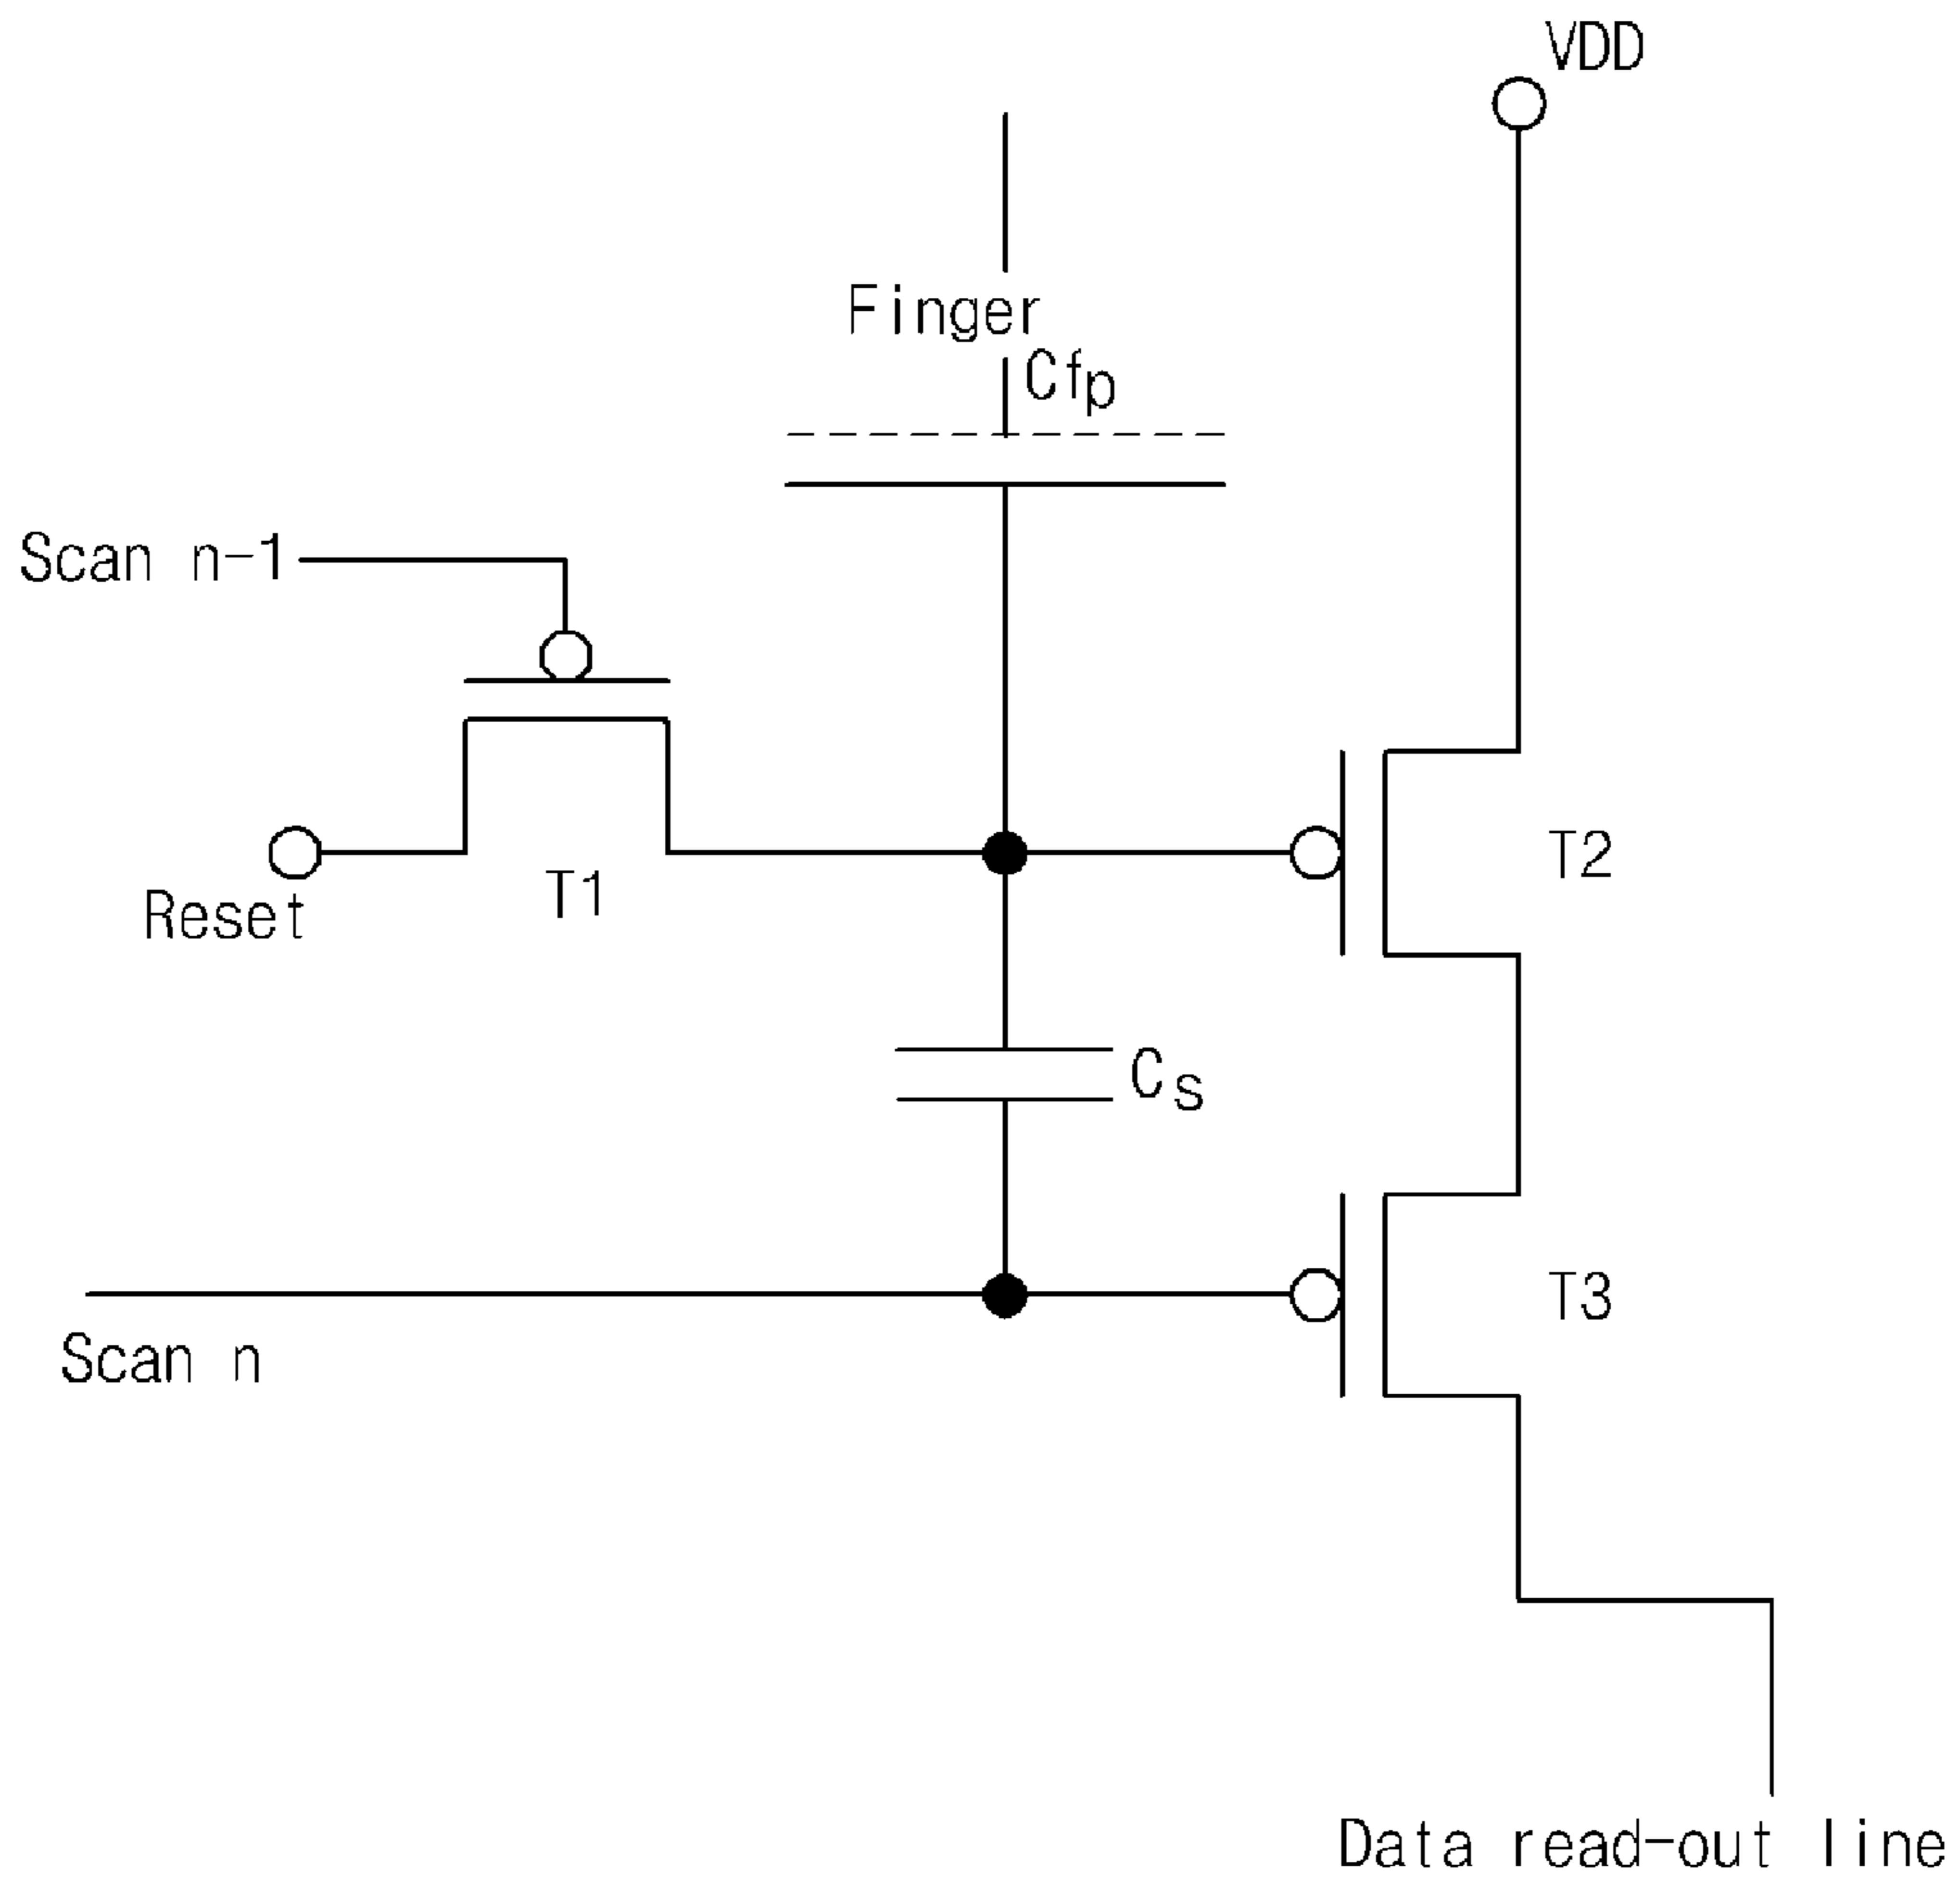 VDD
Finger
Cfp
Scan n-1
T2
T1
Reset
Cs
T3
Scan n
Data read-out line